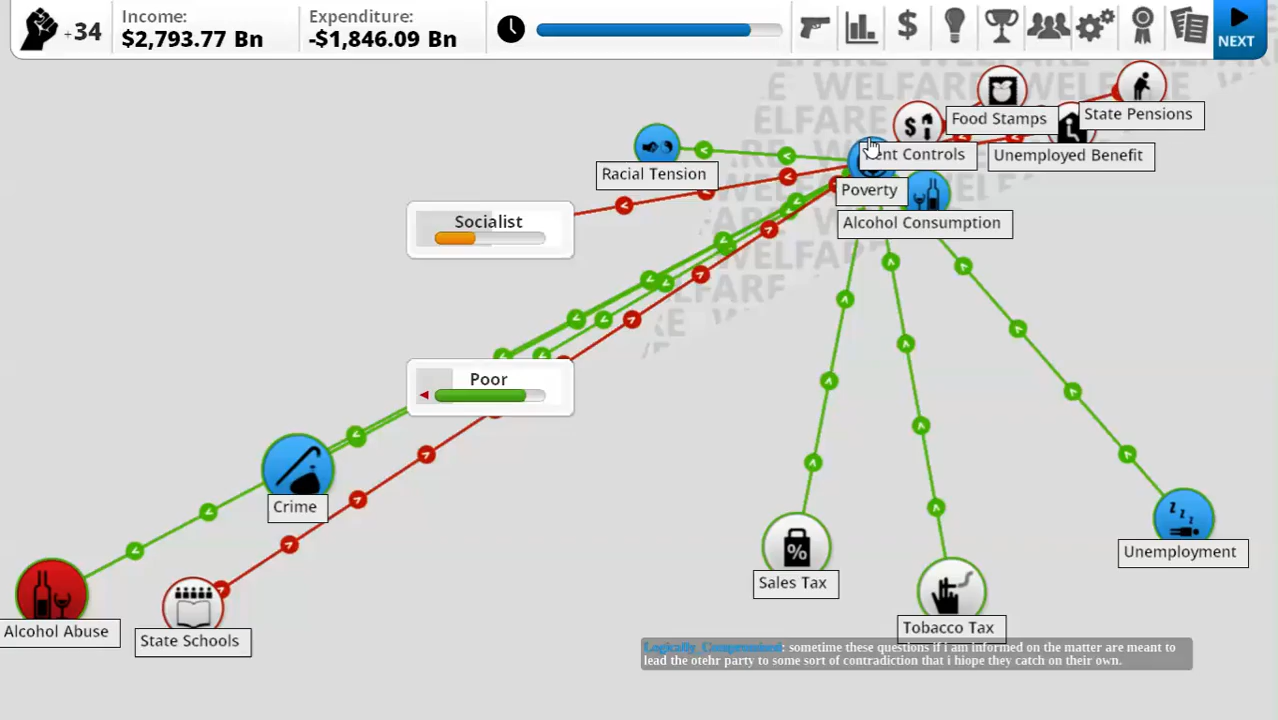 +34
Income:
$2,793.77 Bn
Expenditure:
-$1,846.09 Bn
$
NEXT
WELFARE
Food Stamps
State Pensions
Rent Controls
Unemployed Benefit
Racial Tension
Poverty
Alcohol Consumption
Socialist
Poor
Crime
Alcohol Abuse
State Schools
Sales Tax
Tobacco Tax
Unemployment
Logically_Compromised: sometime these questions if i am informed on the matter are meant to
lead the otehr party to some sort of contradiction that i hiope they catch on their own.